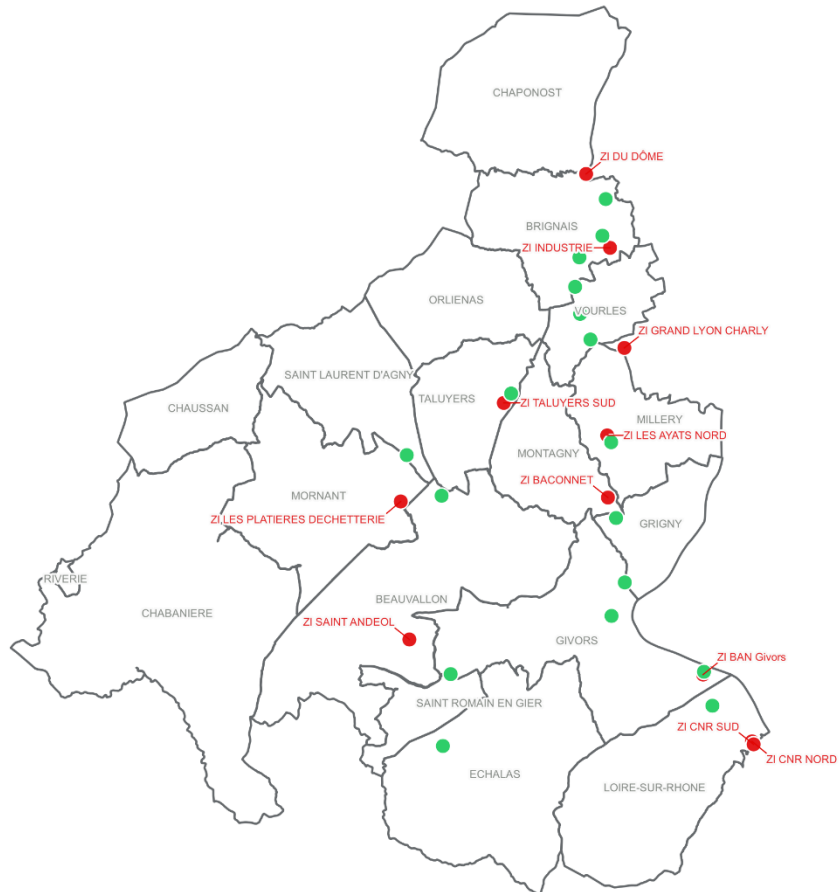 CHAPONOST
ZI DU DÔME
BRIGNAIS
ZI INDUSTRIE
ORLIENAS
VOURLES
ZI GRAND LYON CHARLY
SAINT LAURENT D'AGNY
TALUYERS
CHAUSSAN
ZI TALUYERS SUD
MILLERY
ZI LES AYATS NORD
MONTAGNY
ZI BACONNET
MORNANT
ZI LES PLATIERES DECHETTERIE
GRIGNY
RIVERIE
CHABANIERE
BEAUVALLON
ZI SAINT ANDEOL
GIVORS
ZI BAN Givors
SAINT ROMAIN EN GIER
ZI CNR SUD
ZI CNR NORD
ECHALAS
LOIRE-SUR-RHONE